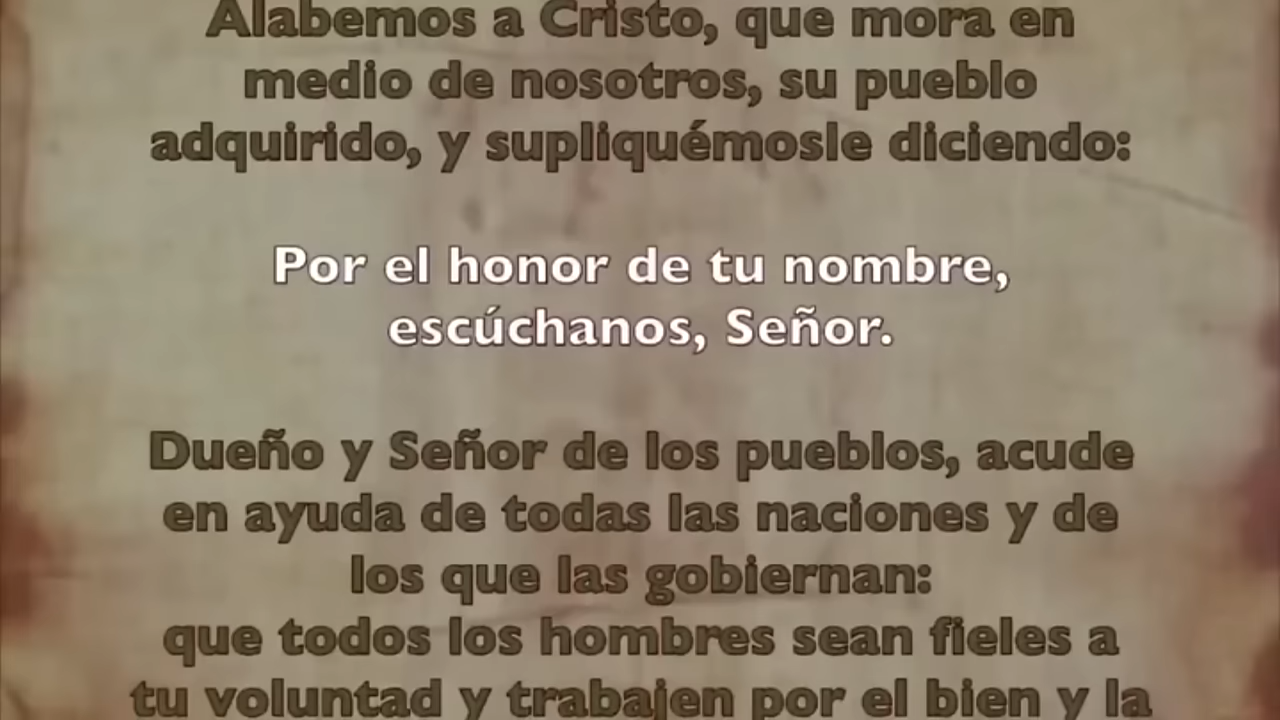 Alabemos a Cristo, que mora en
medio de nosotros, su pueblo
adquirido, y supliquémosle diciendo:
Por el honor de tu nombre,
escúchanos, Señor.
Dueño y Señor de los pueblos, acude
en ayuda de todas las naciones y de
los que las gobiernan:
que todos los hombres sean fieles a
tu voluntad y trabajen por el bien y la